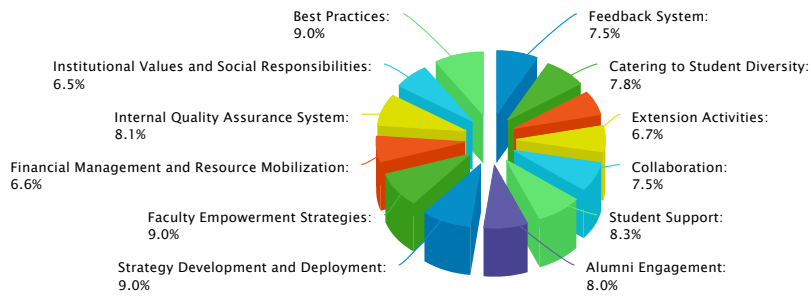 Best Practices:
9.0%
Feedback System:
7.5%
Institutional Values and Social Responsibilities:
6.5%
Catering to Student Diversity:
7.8%
Internal Quality Assurance System:
8.1%
Extension Activities:
6.7%
Financial Management and Resource Mobilization:
6.6%
Collaboration:
7.5%
Faculty Empowerment Strategies:
9.0%
Student Support:
8.3%
Strategy Development and Deployment:
9.0%
Alumni Engagement:
8.0%